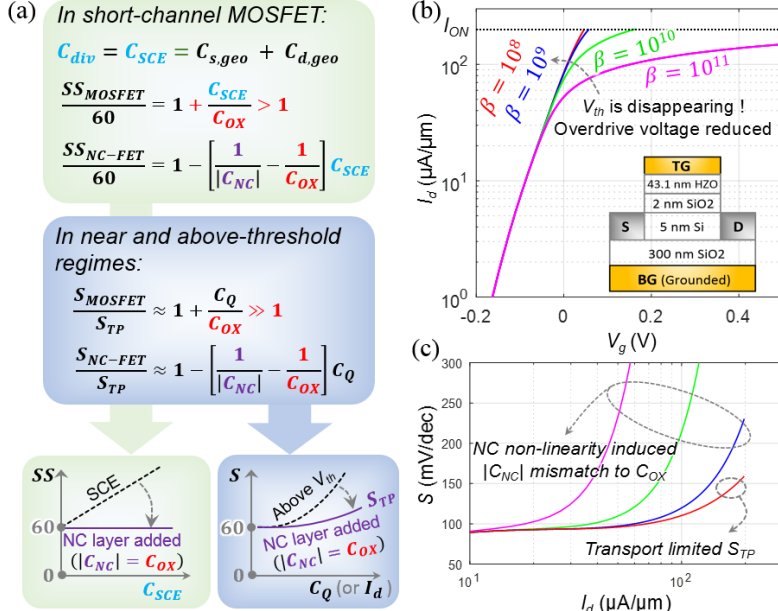 (a)
In short-channel MOSFET:
C_div = C_SCE = C_s,geo + C_d,geo
SS_MOSFET / 60 = 1 + C_SCE / C_OX > 1
SS_NC−FET / 60 = 1 − [1 / |C_NC| − 1 / C_OX] C_SCE
In near and above-threshold
regimes:
S_MOSFET / S_TP ≈ 1 + C_Q / C_OX ≫ 1
S_NC−FET / S_TP ≈ 1 − [1 / |C_NC| − 1 / C_OX] C_Q
SS
SCE
60
NC layer added
(|C_NC| = C_OX)
0
C_SCE
S
Above V_th
S_TP
60
NC layer added
(|C_NC| = C_OX)
0
C_Q (or I_d)
(b)
I_ON
10^2
10^1
10^0
I_d (µA/µm)
β = 10^8
β = 10^9
β = 10^10
β = 10^11
V_th is disappearing !
Overdrive voltage reduced
TG
43.1 nm HZO
2 nm SiO2
S
5 nm Si
D
300 nm SiO2
BG (Grounded)
-0.2
0
0.2
0.4
V_g (V)
(c)
300
250
200
150
100
50
S (mV/dec)
NC non-linearity induced
|C_NC| mismatch to C_OX
Transport limited S_TP
10^1
10^2
I_d (µA/µm)